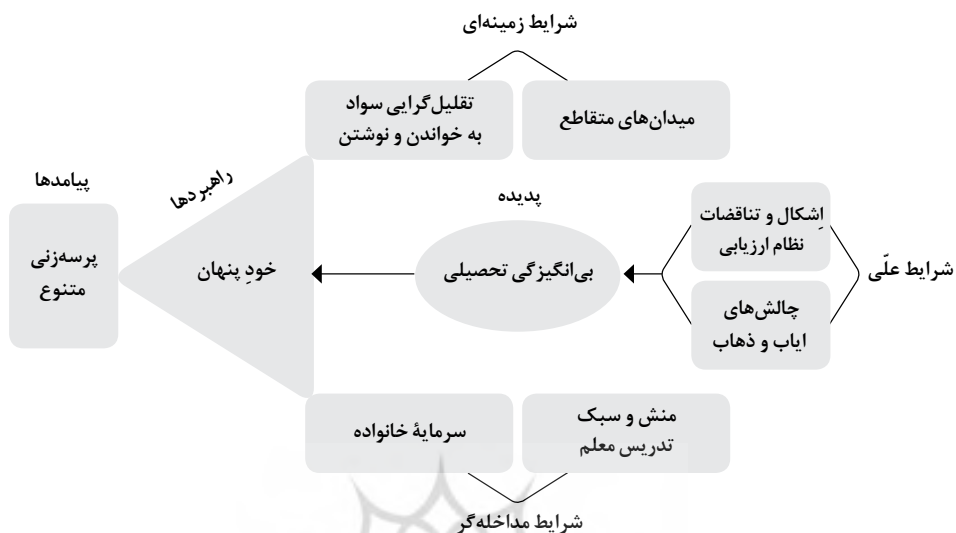 شرایط زمینه‌ای
میدان‌های متقاطع
تقلیل‌گرایی سواد
به خواندن و نوشتن
شرایط علّی
اِشکال و تناقضات
نظام ارزیابی
چالش‌های
ایاب و ذهاب
پدیده
بی‌انگیزگی تحصیلی
راهبردها
خودِ پنهان
پیامدها
پرسه‌زنی
متنوع
منش و سبک
تدریس معلم
سرمایهٔ خانواده
شرایط مداخله‌گر